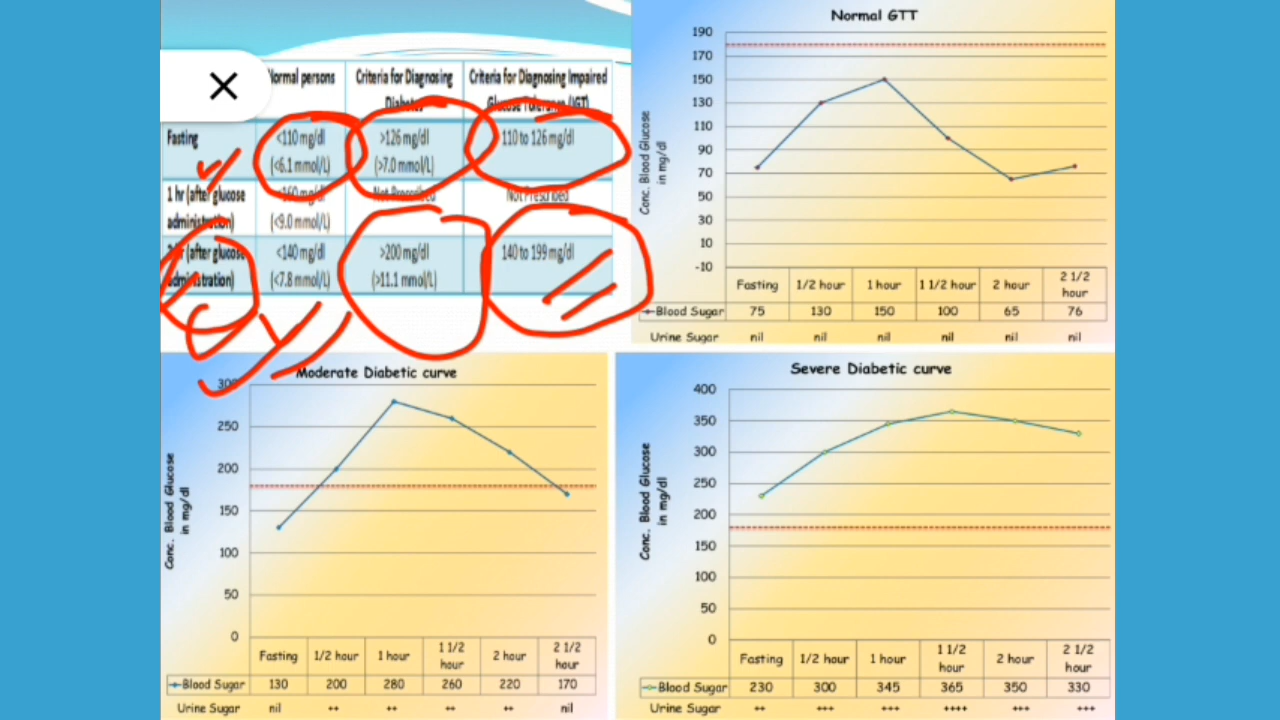 Normal persons
Criteria for Diagnosing
Diabetes
Criteria for Diagnosing Impaired
Glucose Tolerance (IGT)
Fasting
<110 mg/dl
(<6.1 mmol/L)
>126 mg/dl
(>7.0 mmol/L)
110 to 126 mg/dl
1 hr (after glucose
administration)
<160 mg/dl
(<9.0 mmol/L)
Not Prescribed
Not Prescribed
(after glucose
administration)
<140 mg/dl
(<7.8 mmol/L)
>200 mg/dl
(>11.1 mmol/L)
140 to 199 mg/dl
Normal GTT
Conc. Blood Glucose
in mg/dl
190
170
150
130
110
90
70
50
30
10
-10
Fasting 1/2 hour 1 hour 1 1/2 hour 2 hour 2 1/2
hour
Blood Sugar 75 130 150 100 65 76
Urine Sugar nil nil nil nil nil nil
Moderate Diabetic curve
Conc. Blood Glucose
in mg/dl
300
250
200
150
100
50
0
Fasting 1/2 hour 1 hour 1 1/2
hour 2 hour 2 1/2
hour
Blood Sugar 130 200 280 260 220 170
Urine Sugar nil ++ ++ ++ ++ nil
Severe Diabetic curve
Conc. Blood Glucose
in mg/dl
400
350
300
250
200
150
100
50
0
Fasting 1/2 hour 1 hour 1 1/2
hour 2 hour 2 1/2
hour
Blood Sugar 230 300 345 365 350 330
Urine Sugar ++ +++ +++ ++++ +++ +++